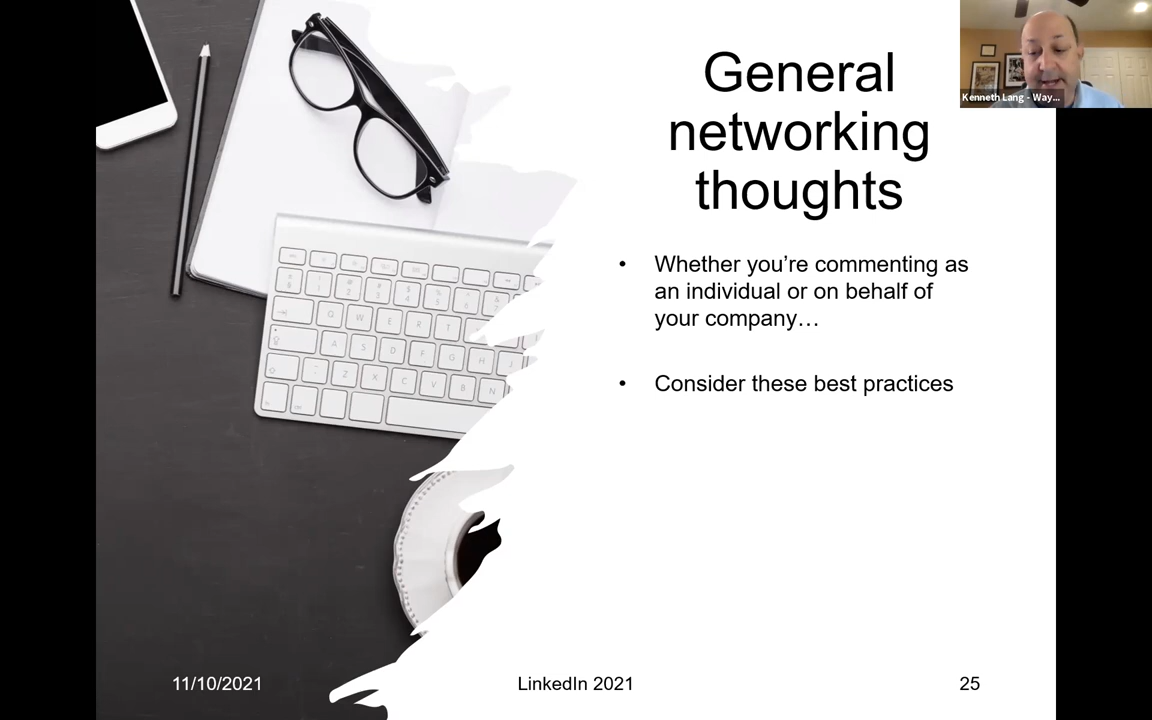 General
networking
thoughts
Kenneth Lang - Way...
• Whether you’re commenting as
an individual or on behalf of
your company…
• Consider these best practices
Q W E R T
A S D F G H J
Z X C V B N
11/10/2021
LinkedIn 2021
25